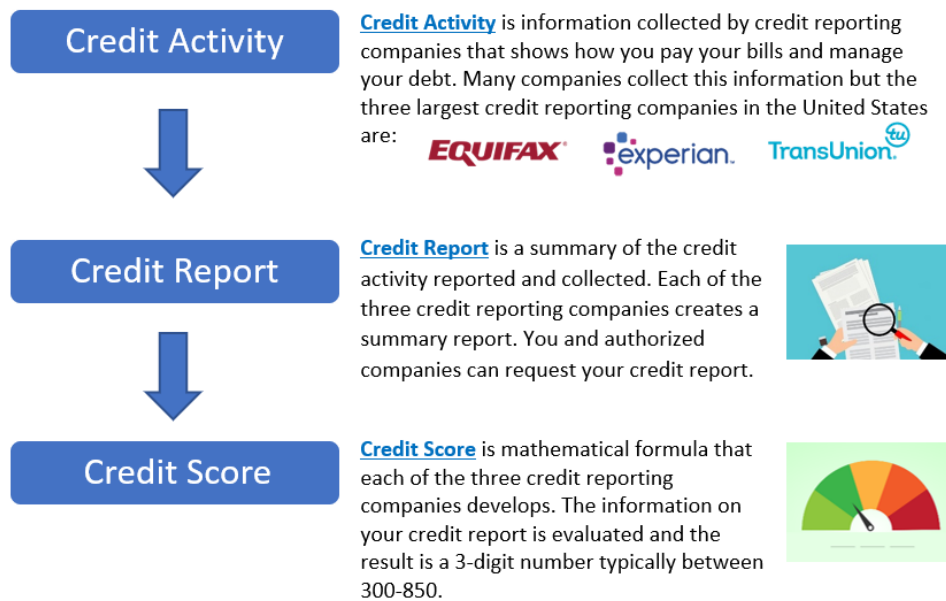 Credit Activity
Credit Activity is information collected by credit reporting
companies that shows how you pay your bills and manage
your debt. Many companies collect this information but the
three largest credit reporting companies in the United States
are:
EQUIFAX
experian.
TransUnion.
tu
Credit Report
Credit Report is a summary of the credit
activity reported and collected. Each of the
three credit reporting companies creates a
summary report. You and authorized
companies can request your credit report.
Credit Score
Credit Score is mathematical formula that
each of the three credit reporting
companies develops. The information on
your credit report is evaluated and the
result is a 3-digit number typically between
300-850.